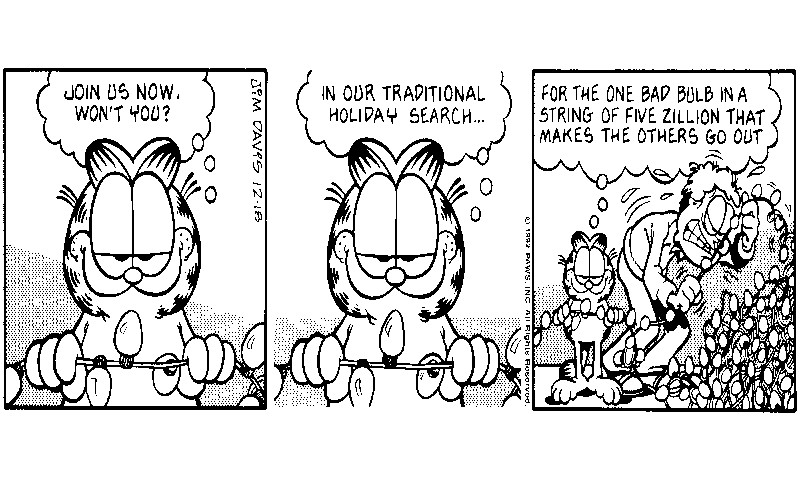 JOIN US NOW,
WON'T YOU?
JIM DAVIS 12·18
IN OUR TRADITIONAL
HOLIDAY SEARCH...
FOR THE ONE BAD BULB IN A
STRING OF FIVE ZILLION THAT
MAKES THE OTHERS GO OUT
© 1992 PAWS, INC. All Rights Reserved